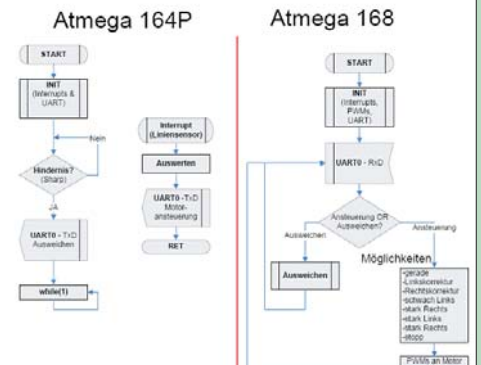 Atmega 164P
START
INIT
(Interrupts &
UART)
Nein
Hindernis?
(Sharp)
JA
UART0 -TxD
Ausweichen
while(1)
Interrupt
(Liniensensor)
Auswerten
UART0 -TxD
Motor-
ansteuerung
RET
Atmega 168
START
INIT
(Interrupts,
PWMs,
UART)
UART0 - RxD
Ansteuerung OR
Ausweichen?
Ausweichen
Ansteuerung
Ausweichen
Möglichkeiten
-gerade
-Linkskorrektur
-Rechtskorrektur
-schwach Links
-stark Rechts
-stark Links
-stark Rechts
-stopp
PWMs an Motor